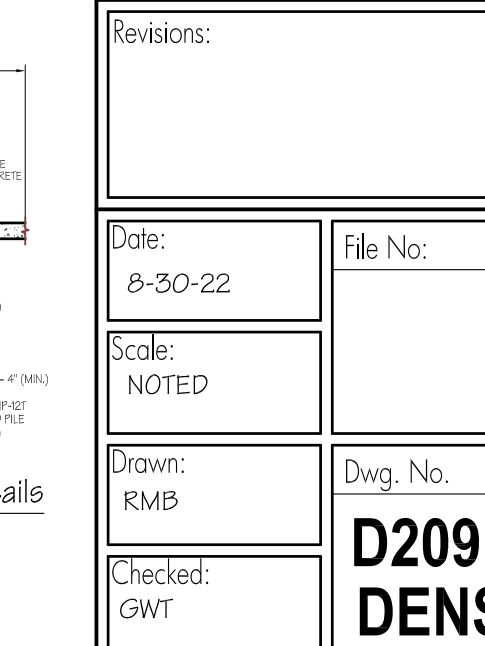 Revisions:
Date:
8-30-22
File No:
Scale:
NOTED
4" (MIN.)
PILE
Drawn:
RMB
Dwg. No.
D209
DENS
Checked:
GWT